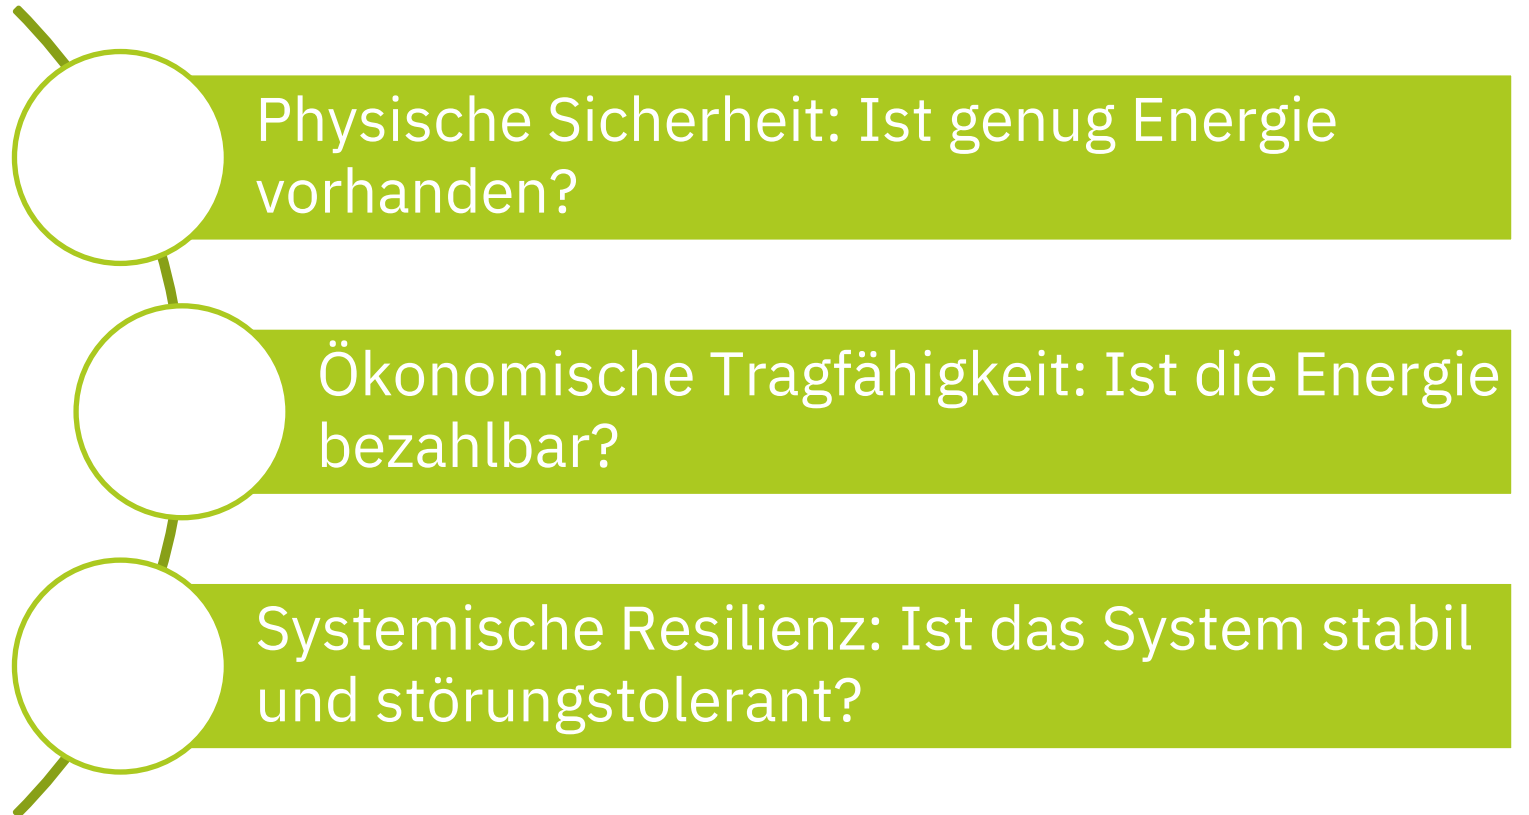 Physische Sicherheit: Ist genug Energie
vorhanden?
Ökonomische Tragfähigkeit: Ist die Energie
bezahlbar?
Systemische Resilienz: Ist das System stabil
und störungstolerant?